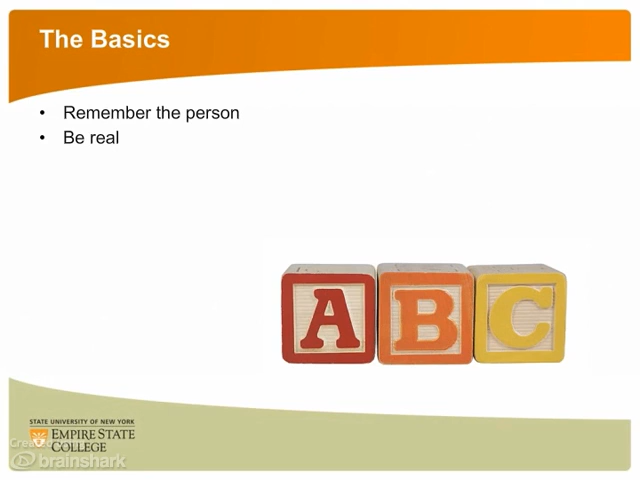 The Basics
• Remember the person
• Be real
A B C
STATE UNIVERSITY OF NEW YORK
EMPIRE STATE
COLLEGE
brainshark